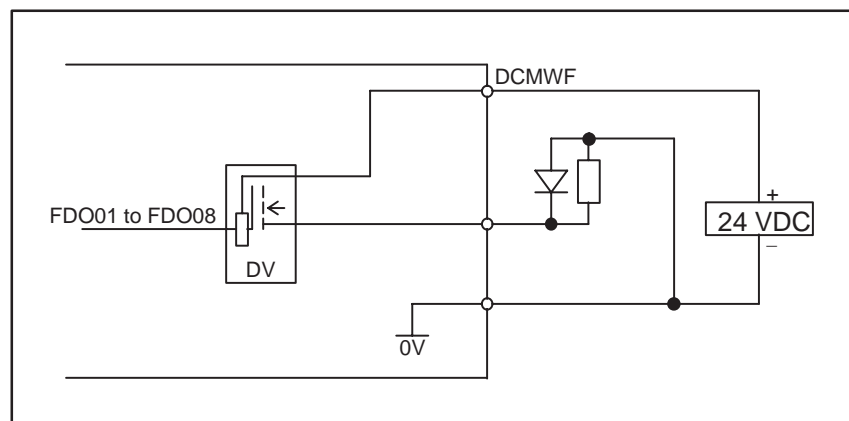 DCMWF
FDO01 to FDO08
DV
+
24 VDC
–
0V